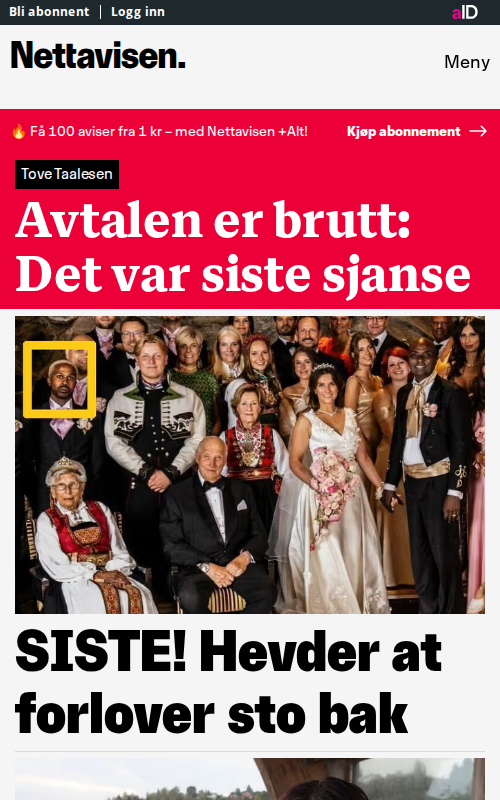 Bli abonnent
Logg inn
aID
Nettavisen.
Meny
🔥 Få 100 aviser fra 1 kr – med Nettavisen +Alt!
Kjøp abonnement →
Tove Taalesen
Avtalen er brutt:
Det var siste sjanse
SISTE! Hevder at
forlover sto bak